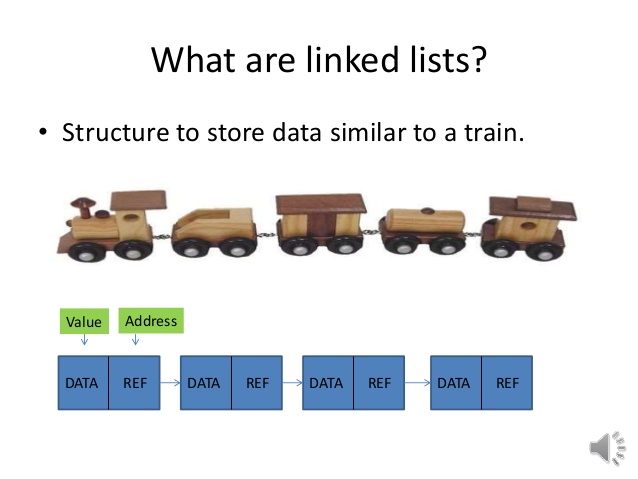 What are linked lists?
• Structure to store data similar to a train.
Value Address
DATA REF DATA REF DATA REF DATA REF